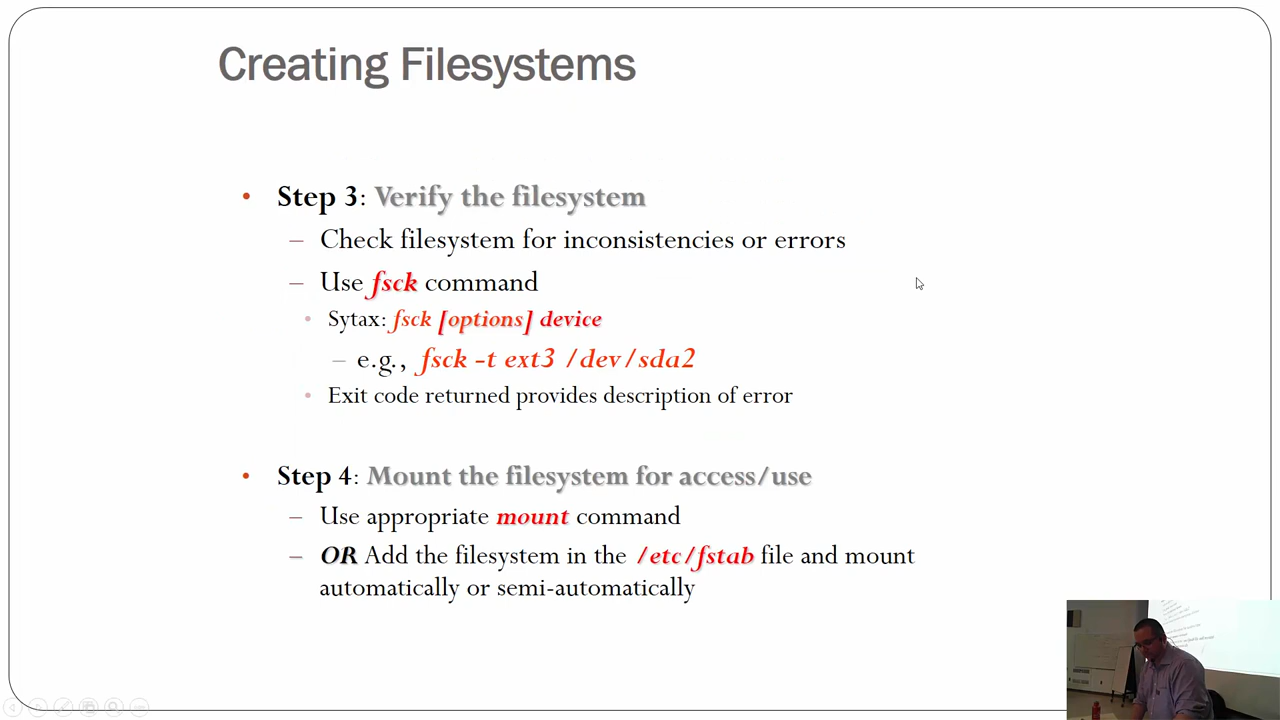 Creating Filesystems
• Step 3: Verify the filesystem
– Check filesystem for inconsistencies or errors
– Use fsck command
• Sytax: fsck [options] device
– e.g., fsck -t ext3 /dev/sda2
• Exit code returned provides description of error
• Step 4: Mount the filesystem for access/use
– Use appropriate mount command
– OR Add the filesystem in the /etc/fstab file and mount
automatically or semi-automatically